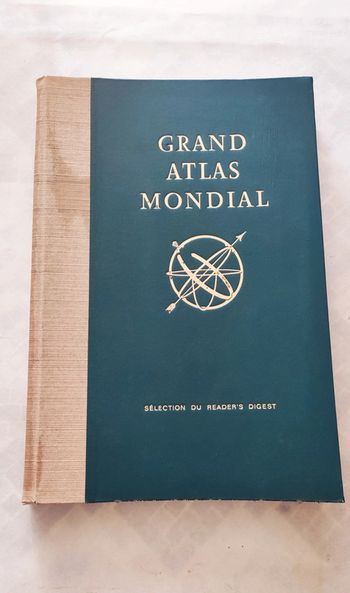 GRAND
ATLAS
MONDIAL
SÉLECTION DU READER'S DIGEST